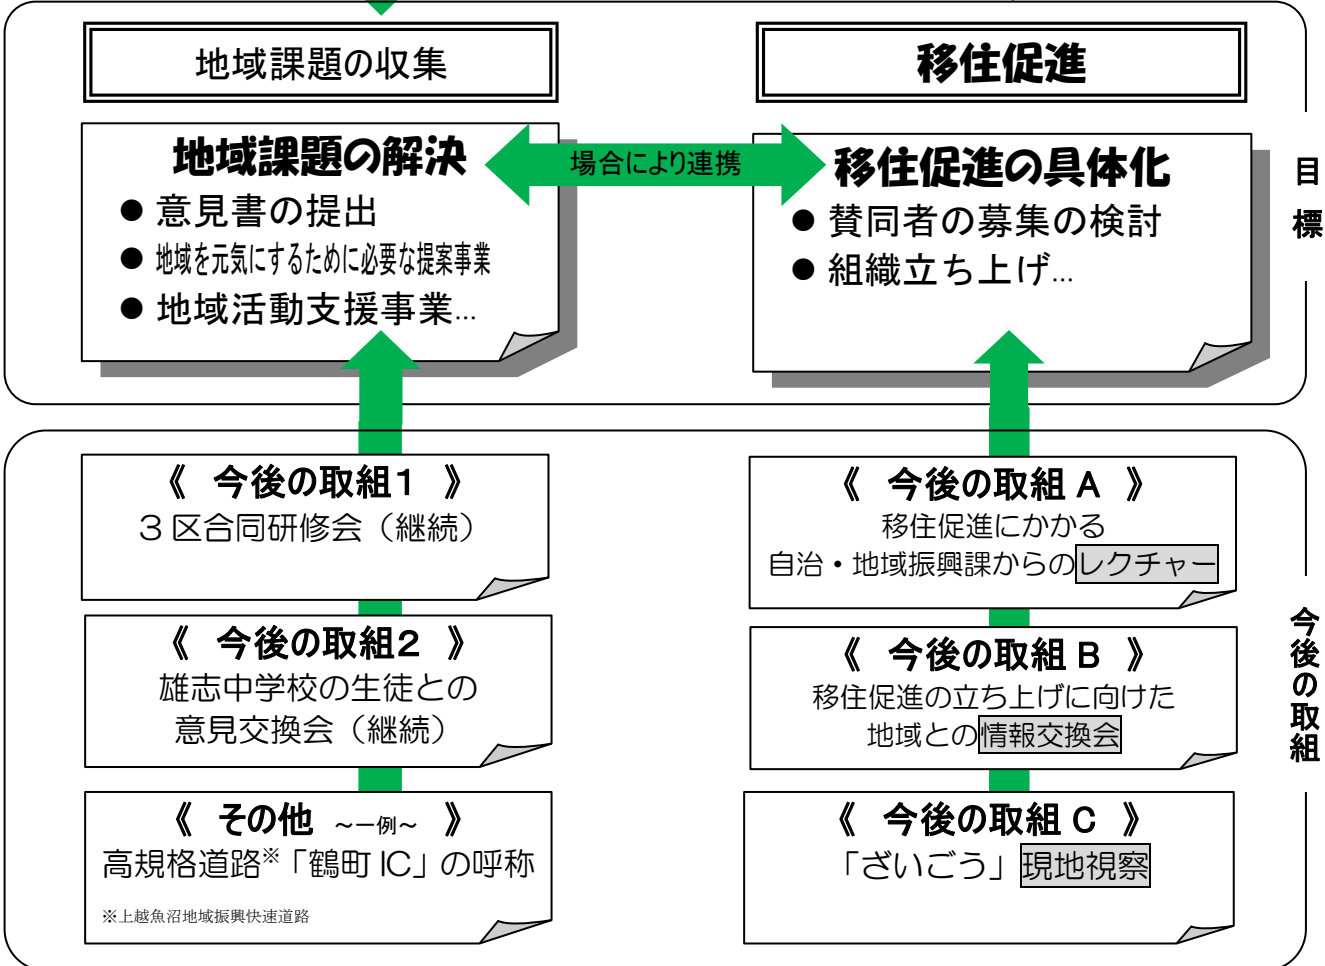 地域課題の収集
地域課題の解決
● 意見書の提出
● 地域を元気にするために必要な提案事業
● 地域活動支援事業…
場合により連携
移住促進
移住促進の具体化
● 賛同者の募集の検討
● 組織立ち上げ…
目標
《 今後の取組1 》
3区合同研修会（継続）
《 今後の取組2 》
雄志中学校の生徒との
意見交換会（継続）
《 その他 ～一例～ 》
高規格道路※「鶴町 IC」の呼称
※上越魚沼地域振興快速道路
《 今後の取組 A 》
移住促進にかかる
自治・地域振興課からのレクチャー
《 今後の取組 B 》
移住促進の立ち上げに向けた
地域との情報交換会
《 今後の取組 C 》
「ざいごう」現地視察
今後の取組